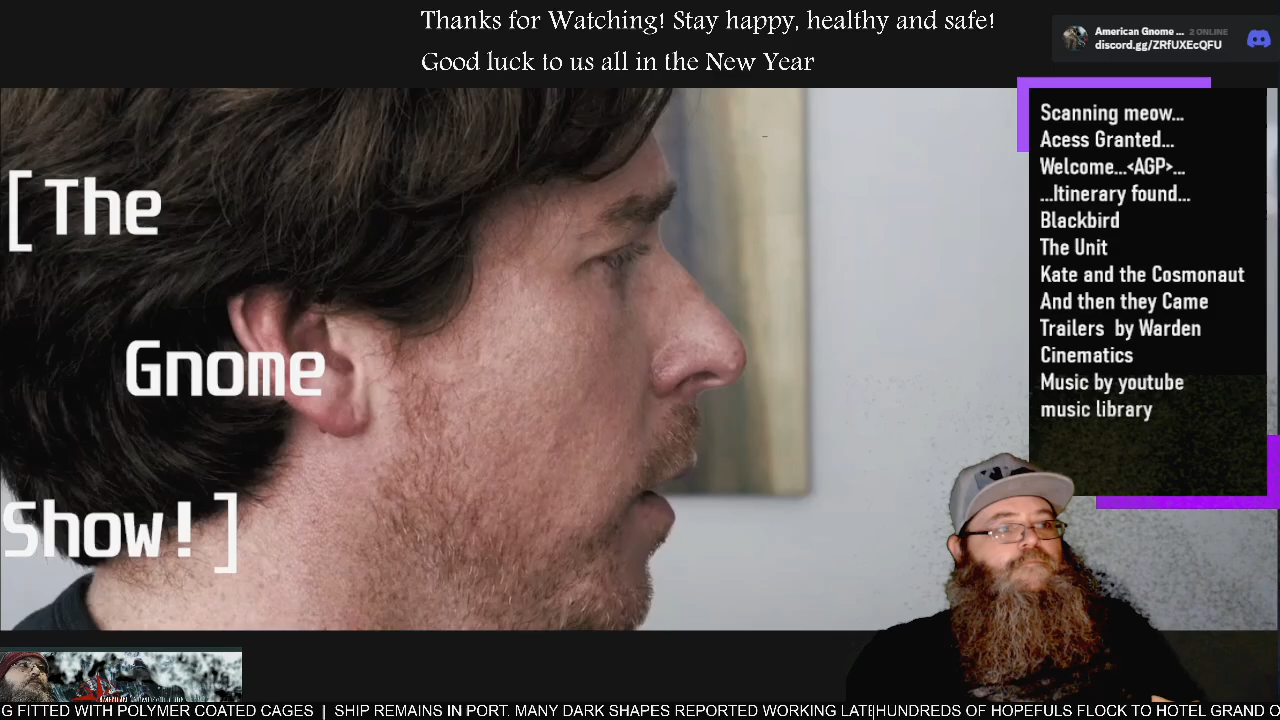 Thanks for Watching! Stay happy, healthy and safe!
Good luck to us all in the New Year
American Gnome ... 2 ONLINE
discord.gg/ZRfUXEcQFU
[The
Gnome
Show!]
Scanning meow...
Acess Granted...
Welcome...<AGP>...
...Itinerary found...
Blackbird
The Unit
Kate and the Cosmonaut
And then they Came
Trailers by Warden
Cinematics
Music by youtube
music library
G FITTED WITH POLYMER COATED CAGES | SHIP REMAINS IN PORT. MANY DARK SHAPES REPORTED WORKING LATE HUNDREDS OF HOPEFULS FLOCK TO HOTEL GRAND